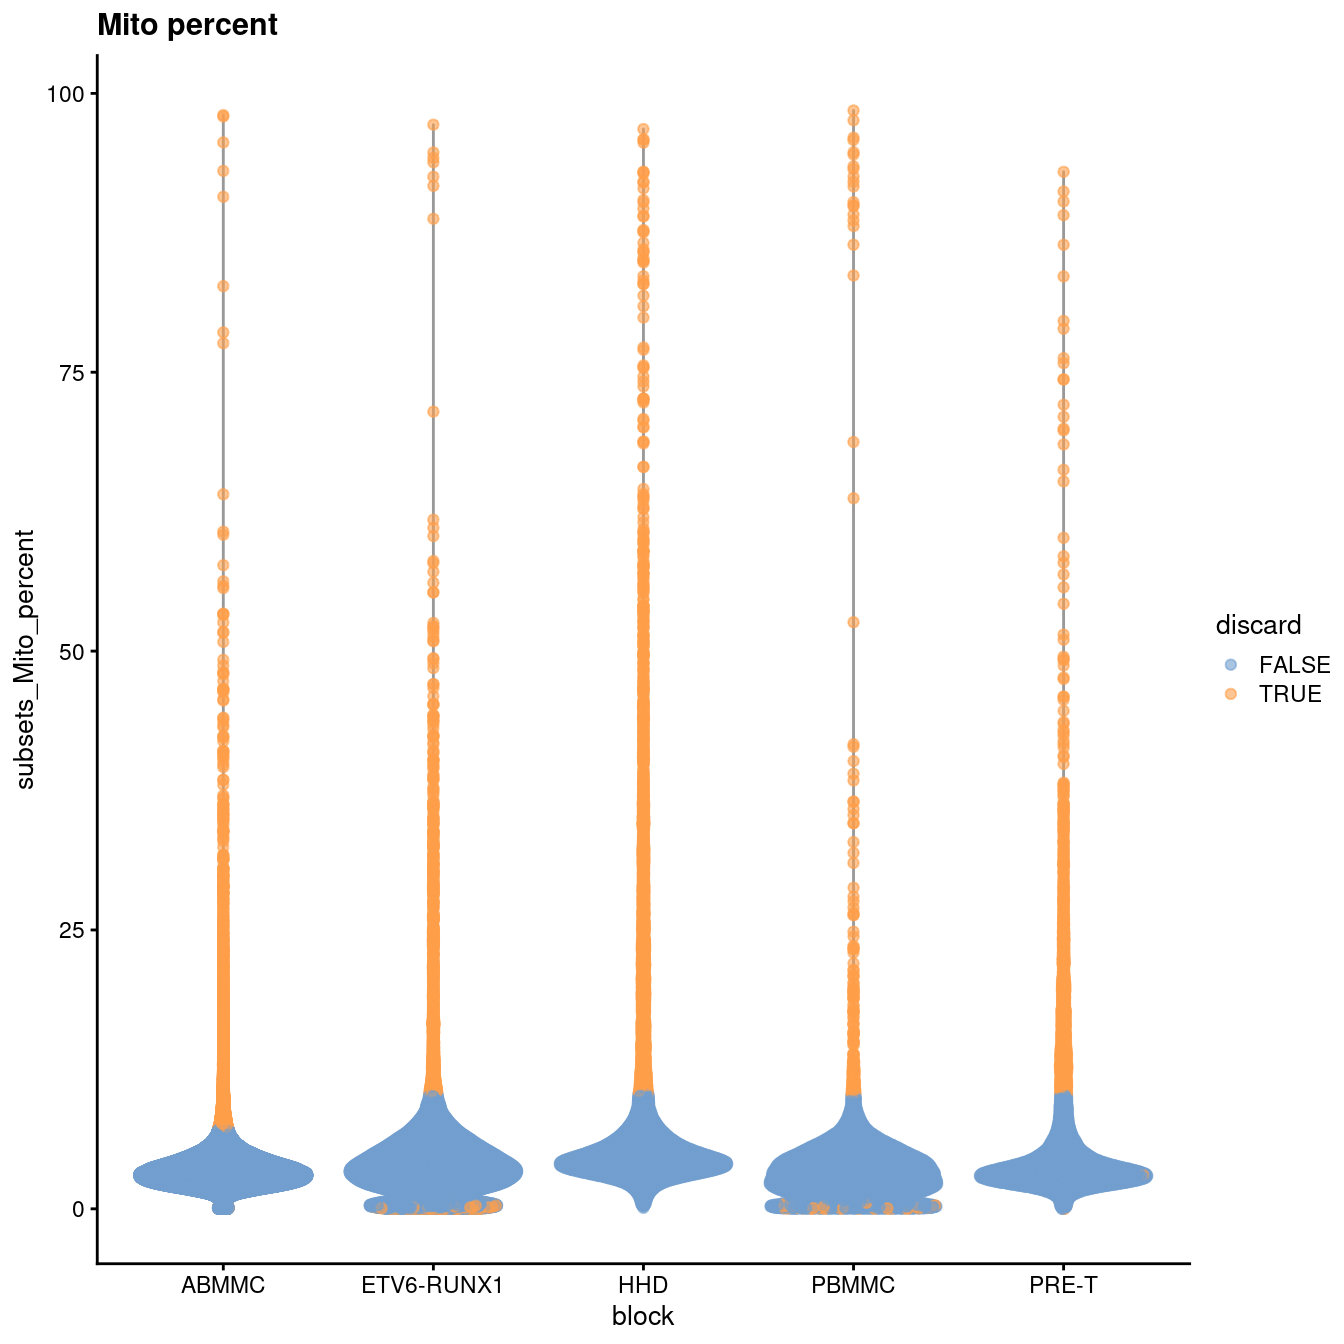 Mito percent
100
75
50
25
0
subsets_Mito_percent
ABMMC
ETV6-RUNX1
HHD
PBMMC
PRE-T
block
discard
FALSE
TRUE